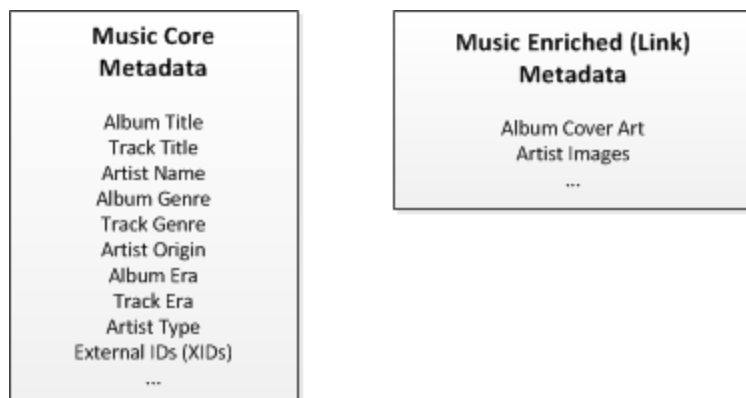 Music Core
Metadata
Album Title
Track Title
Artist Name
Album Genre
Track Genre
Artist Origin
Album Era
Track Era
Artist Type
External IDs (XIDs)
...
Music Enriched (Link)
Metadata
Album Cover Art
Artist Images
...